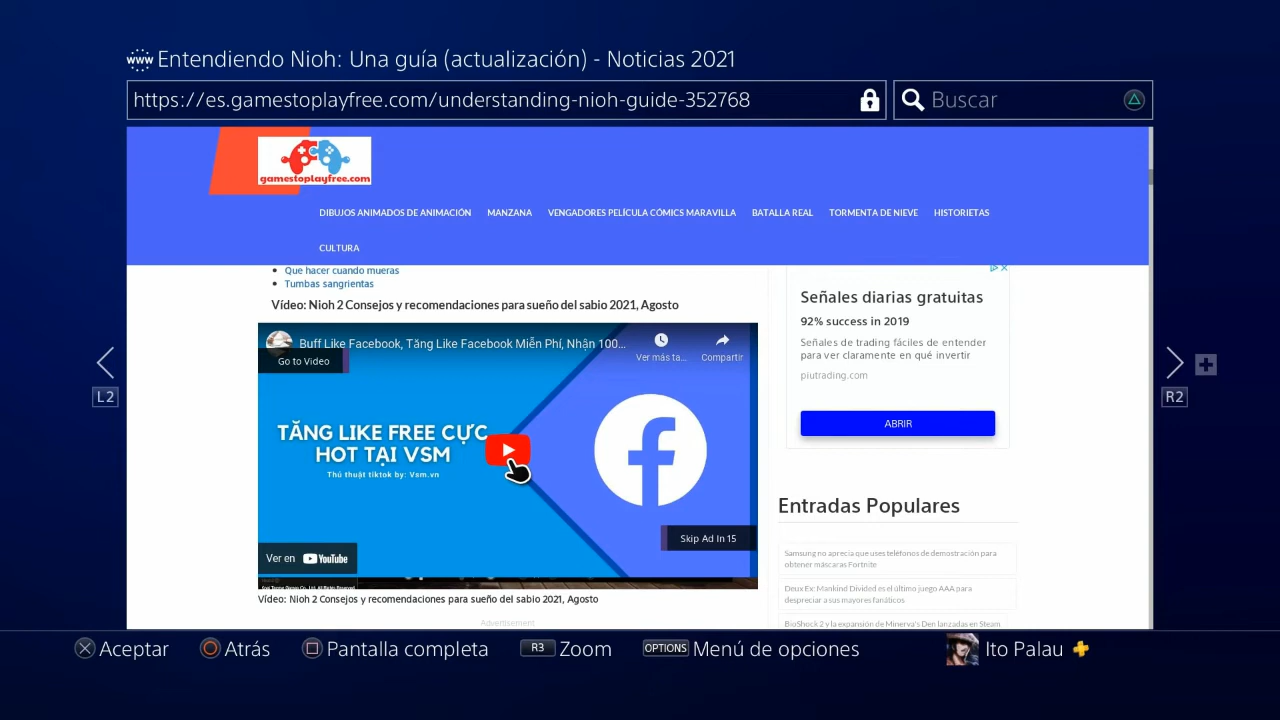 www Entendiendo Nioh: Una guía (actualización) - Noticias 2021
https://es.gamestoplayfree.com/understanding-nioh-guide-352768
Buscar
gamestoplayfree.com
DIBUJOS ANIMADOS DE ANIMACIÓN
MANZANA
VENGADORES PELÍCULA CÓMICS MARAVILLA
BATALLA REAL
TORMENTA DE NIEVE
HISTORIETAS
CULTURA
Que hacer cuando mueras
Tumbas sangrientas
Vídeo: Nioh 2 Consejos y recomendaciones para sueño del sabio 2021, Agosto
Buff Like Facebook, Tăng Like Facebook Miễn Phí, Nhận 100...
Ver más ta...
Compartir
Go to Video
TĂNG LIKE FREE CỰC
HOT TẠI VSM
Thủ thuật tiktok by: Vsm.vn
Skip Ad In 15
Ver en YouTube
Vídeo: Nioh 2 Consejos y recomendaciones para sueño del sabio 2021, Agosto
Advertisement
Señales diarias gratuitas
92% success in 2019
Señales de trading fáciles de entender
para ver claramente en qué invertir
piutrading.com
ABRIR
Entradas Populares
Samsung no aprecia que uses teléfonos de demostración para
obtener máscaras Fortnite
Deux Ex: Mankind Divided es el último juego AAA para
despreciar a sus mayores fanáticos
BioShock 2 y la expansión de Minerva's Den lanzadas en Steam
L2
R2
Aceptar
Atrás
Pantalla completa
R3 Zoom
OPTIONS Menú de opciones
Ito Palau